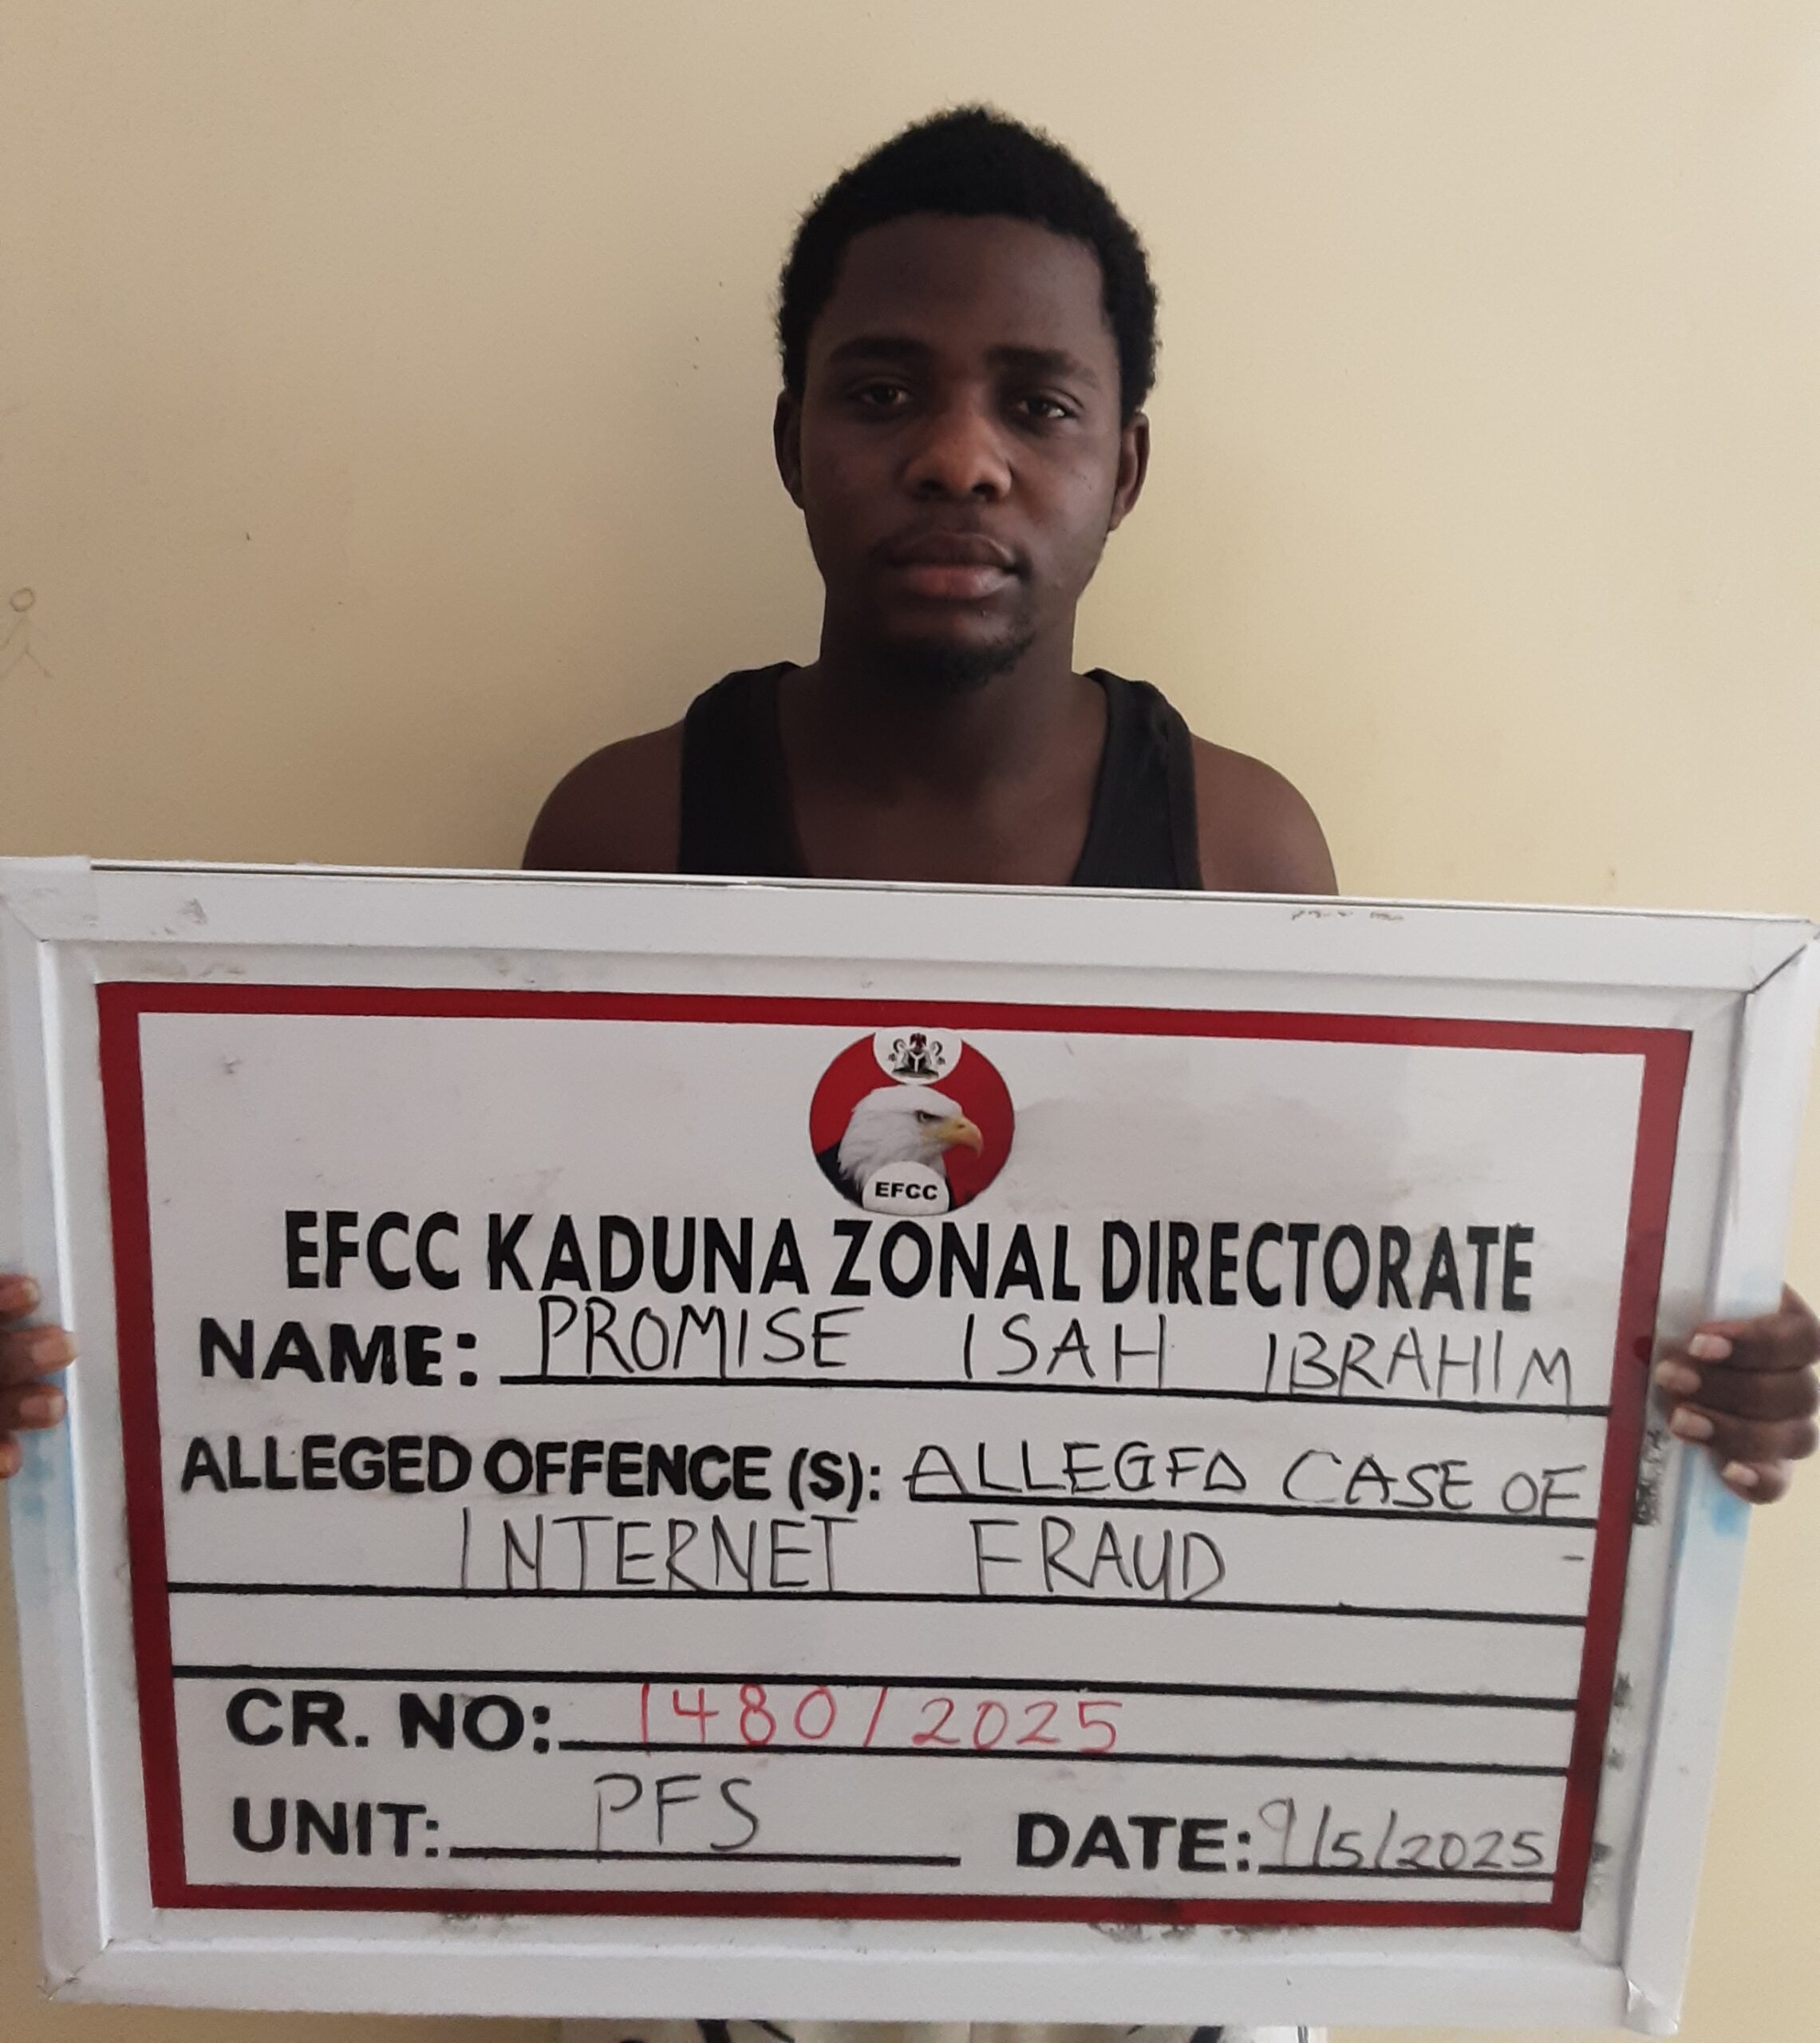 EFCC
EFCC KADUNA ZONAL DIRECTORATE
NAME: PROMISE ISAH IBRAHIM
ALLEGED OFFENCE (S): ALLEGED CASE OF
INTERNET FRAUD
CR. NO: 1480/2025
UNIT: PFS DATE: 9/5/2025